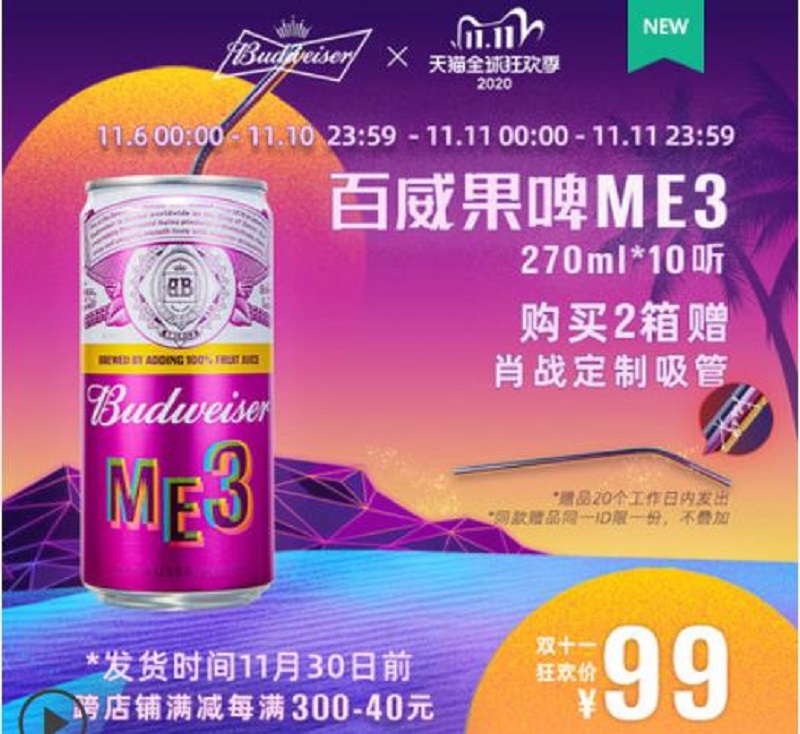 Budweiser × 11.11
天猫全球狂欢季
2020
NEW
11.6 00:00 - 11.10 23:59 - 11.11 00:00 - 11.11 23:59
百威果啤ME3
270ml*10听
购买2箱赠
肖战定制吸管
BREWED BY ADDING 100% FRUIT JUICE
Budweiser
ME3
*赠品20个工作日内发出
*同款赠品同一ID限一份，不叠加
*发货时间11月30日前
跨店铺满减每满300-40元
双十一
狂欢价
¥99